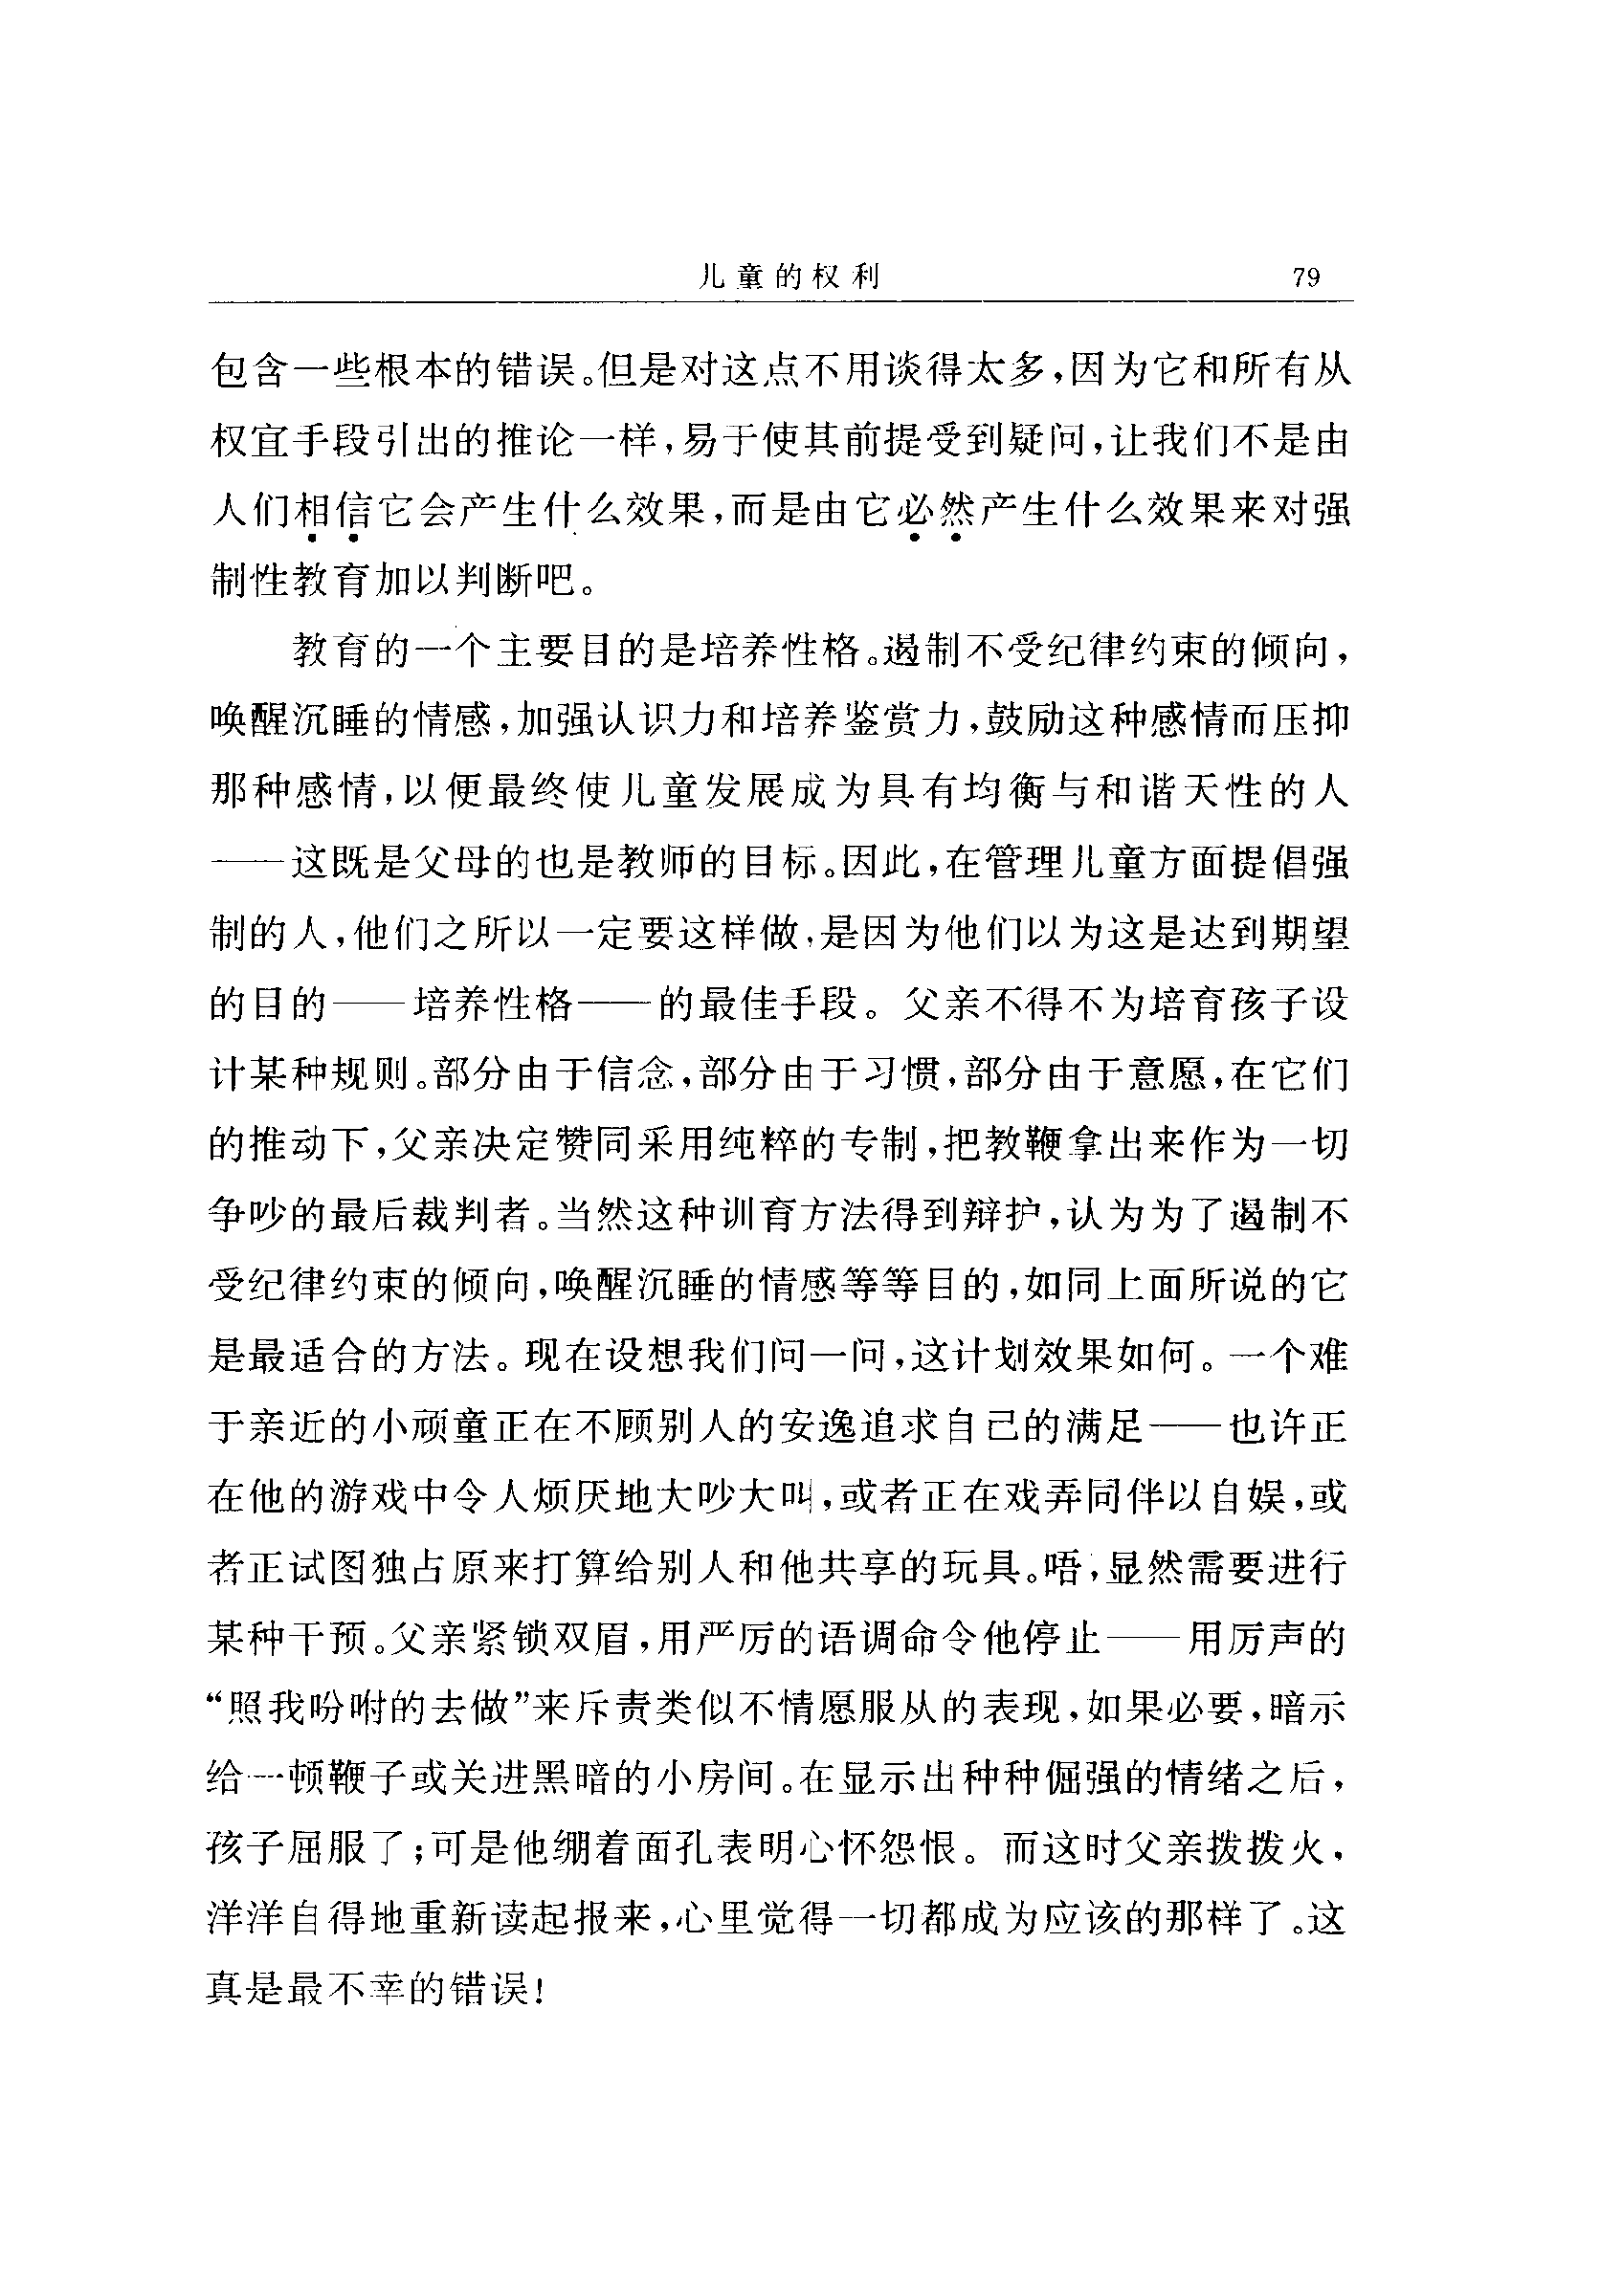 儿童的权利 79
包含一些根本的错误。但是对这点不用谈得太多,因为它和所有从
权宜手段引出的推论一样,易于使其前提受到疑问,让我们不是由
人们相信它会产生什么效果,而是由它必然产生什么效果来对强
制性教育加以判断吧。
教育的一个主要目的是培养性格。遏制不受纪律约束的倾向,
唤醒沉睡的情感,加强认识力和培养鉴赏力,鼓励这种感情而压抑
那种感情,以便最终使儿童发展成为具有均衡与和谐天性的人
——这既是父母的也是教师的目标。因此,在管理儿童方面提倡强
制的人,他们之所以一定要这样做,是因为他们以为这是达到期望
的目的——培养性格——的最佳手段。父亲不得不为培育孩子设
计某种规则。部分由于信念,部分由于习惯,部分由于意愿,在它们
的推动下,父亲决定赞同采用纯粹的专制,把教鞭拿出来作为一切
争吵的最后裁判者。当然这种训育方法得到辩护,认为为了遏制不
受纪律约束的倾向,唤醒沉睡的情感等等目的,如同上面所说的它
是最适合的方法。现在设想我们问一问,这计划效果如何。一个难
于亲近的小顽童正在不顾别人的安逸追求自己的满足——也许正
在他的游戏中令人烦厌地大吵大叫,或者正在戏弄同伴以自娱,或
者正试图独占原来打算给别人和他共享的玩具。唔,显然需要进行
某种干预。父亲紧锁双眉,用严厉的语调命令他停止——用厉声的
“照我吩咐的去做”来斥责类似不情愿服从的表现,如果必要,暗示
给一顿鞭子或关进黑暗的小房间。在显示出种种倔强的情绪之后,
孩子屈服了;可是他绷着面孔表明心怀怨恨。而这时父亲拨拨火,
洋洋自得地重新读起报来,心里觉得一切都成为应该的那样了。这
真是最不幸的错误!